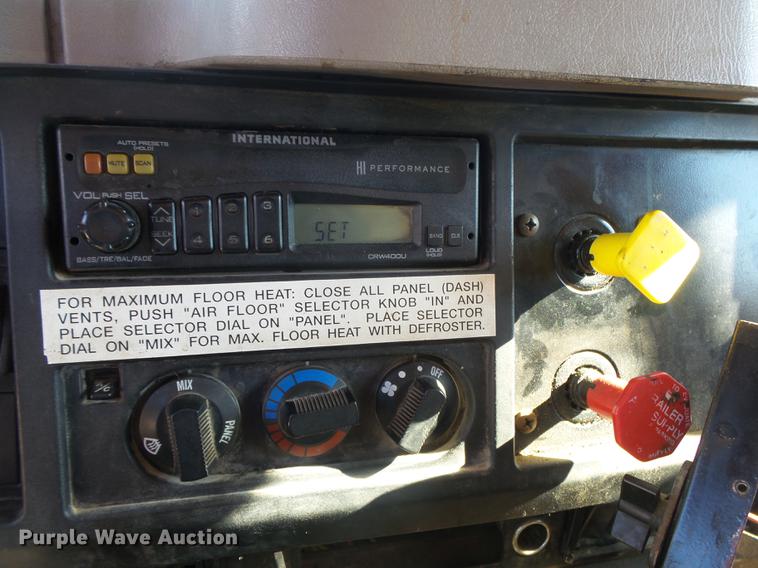 AUTO PRESETS
(HOLD)
INTERNATIONAL
MUTE
SCAN
HI PERFORMANCE
VOL PUSH SEL
TUNE
SEEK
1
2
3
4
5
6
SET
BAND
CLK
BASS/TRE/BAL/FADE
CRW400U
LOUD
(HOLD)
FOR MAXIMUM FLOOR HEAT: CLOSE ALL PANEL (DASH)
VENTS, PUSH "AIR FLOOR" SELECTOR KNOB "IN" AND
PLACE SELECTOR DIAL ON "PANEL". PLACE SELECTOR
DIAL ON "MIX" FOR MAX. FLOOR HEAT WITH DEFROSTER.
MIX
PANEL
OFF
TRAILER
SUPPLY
Purple Wave Auction